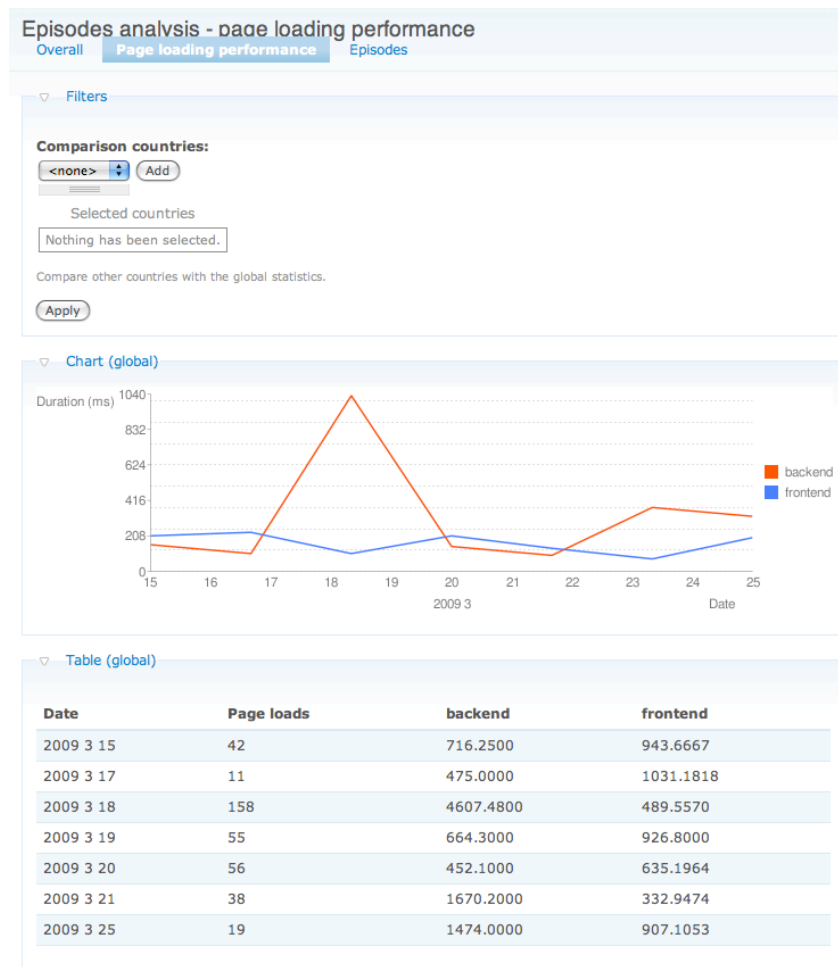 Episodes analysis - page loading performance
Overall Page loading performance Episodes
Filters
Comparison countries:
<none> Add
Selected countries
Nothing has been selected.
Compare other countries with the global statistics.
Apply
Chart (global)
Duration (ms)
1040
832
624
416
208
0
backend
frontend
15 16 17 18 19 20 21 22 23 24 25
2009 3 Date
Table (global)
Date Page loads backend frontend
2009 3 15 42 716.2500 943.6667
2009 3 17 11 475.0000 1031.1818
2009 3 18 158 4607.4800 489.5570
2009 3 19 55 664.3000 926.8000
2009 3 20 56 452.1000 635.1964
2009 3 21 38 1670.2000 332.9474
2009 3 25 19 1474.0000 907.1053